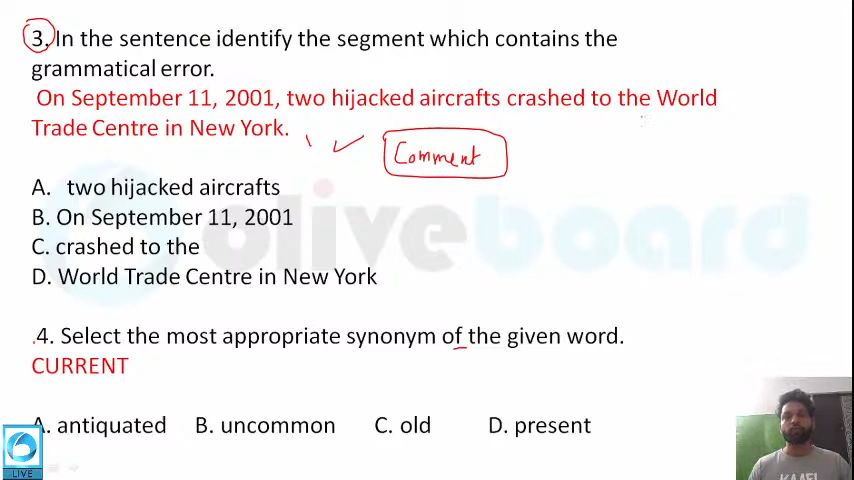 3. In the sentence identify the segment which contains the
grammatical error.
On September 11, 2001, two hijacked aircrafts crashed to the World
Trade Centre in New York.
Comment
A. two hijacked aircrafts
B. On September 11, 2001
C. crashed to the
D. World Trade Centre in New York
.4. Select the most appropriate synonym of the given word.
CURRENT
A. antiquated B. uncommon C. old D. present
oliveboard
LIVE